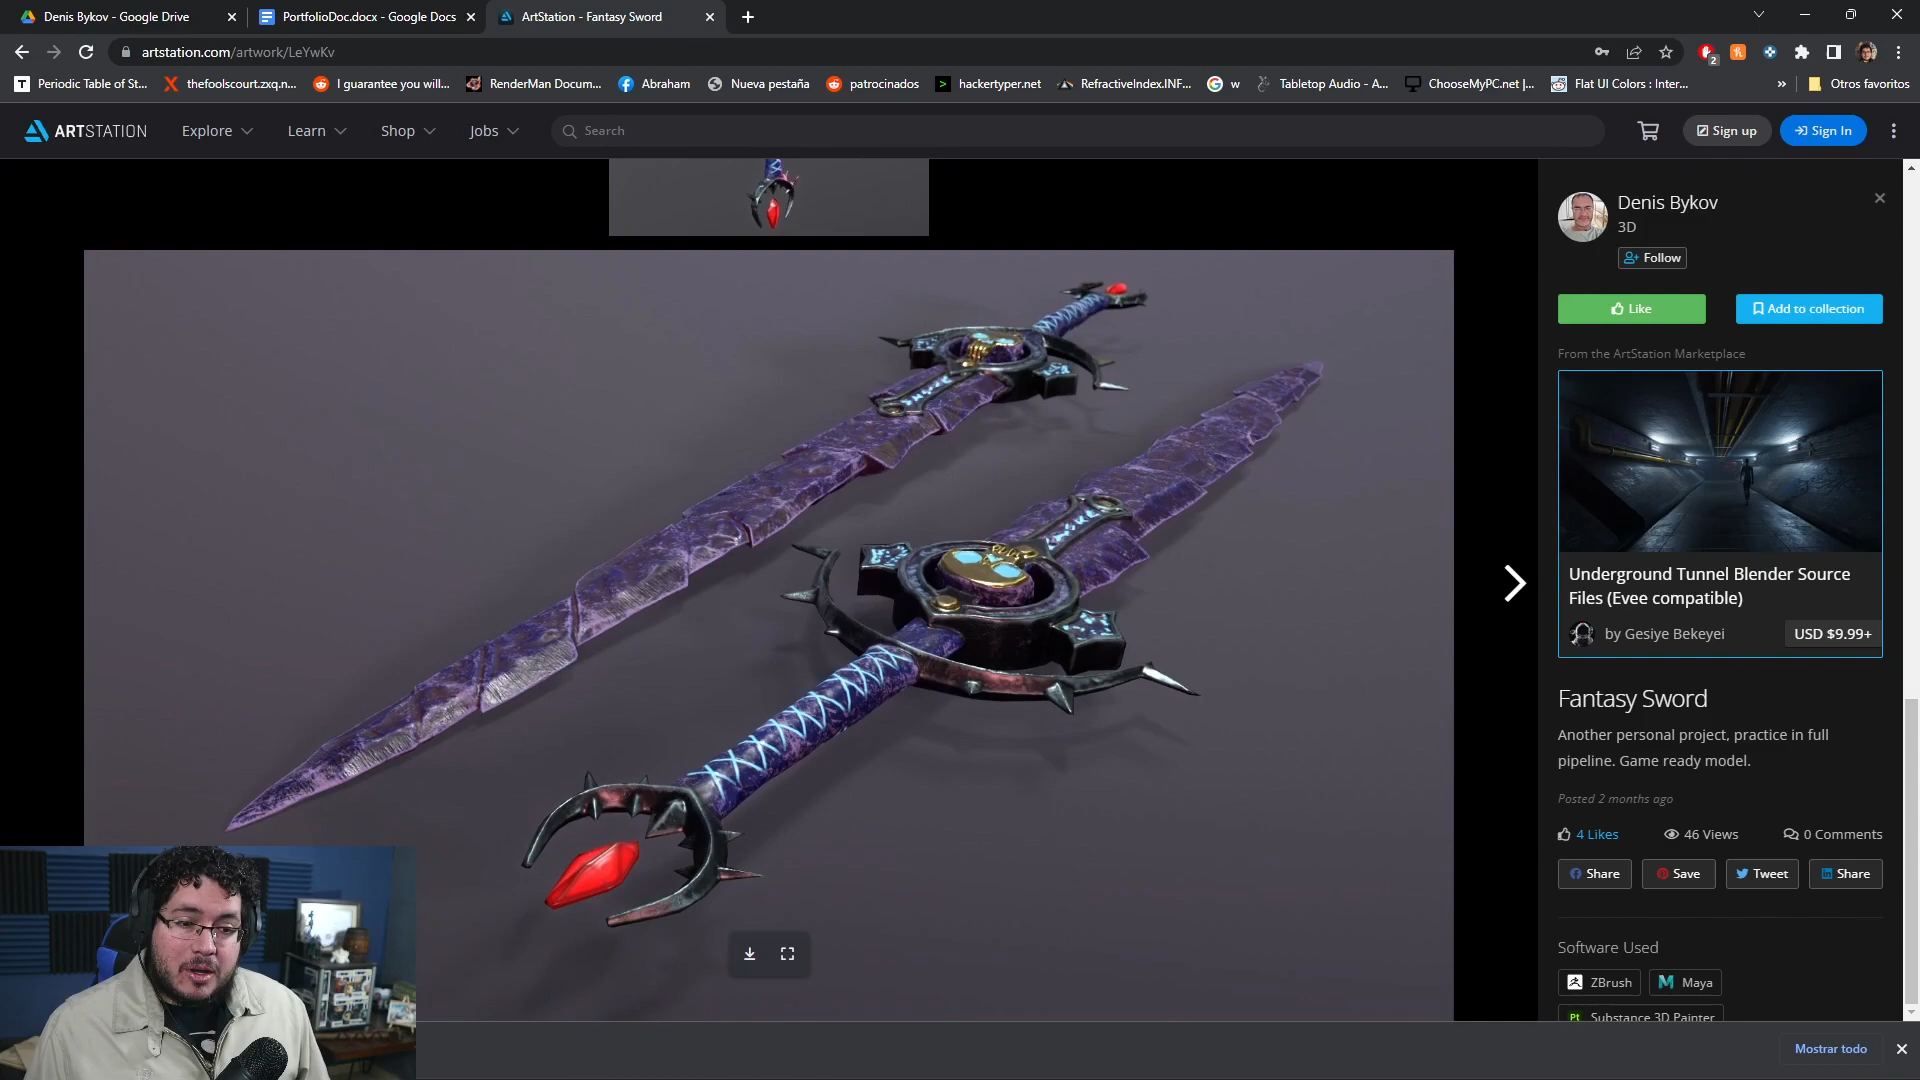 Denis Bykov - Google Drive
PortfolioDoc.docx - Google Docs
ArtStation - Fantasy Sword
artstation.com/artwork/LeYwKv
2
Periodic Table of St...
thefoolscourt.zxq.n...
I guarantee you will...
RenderMan Docum...
Abraham
Nueva pestaña
patrocinados
hackertyper.net
RefractiveIndex.INF...
w
Tabletop Audio - A...
ChooseMyPC.net |...
Flat UI Colors : Inter...
»
Otros favoritos
ARTSTATION
Explore
Learn
Shop
Jobs
Search
Sign up
Sign In
Denis Bykov
3D
Follow
Like
Add to collection
From the ArtStation Marketplace
Underground Tunnel Blender Source
Files (Evee compatible)
by Gesiye Bekeyei
USD $9.99+
Fantasy Sword
Another personal project, practice in full
pipeline. Game ready model.
Posted 2 months ago
4 Likes
46 Views
0 Comments
Share
Save
Tweet
Share
Software Used
ZBrush
Maya
Pt Substance 3D Painter
Mostrar todo